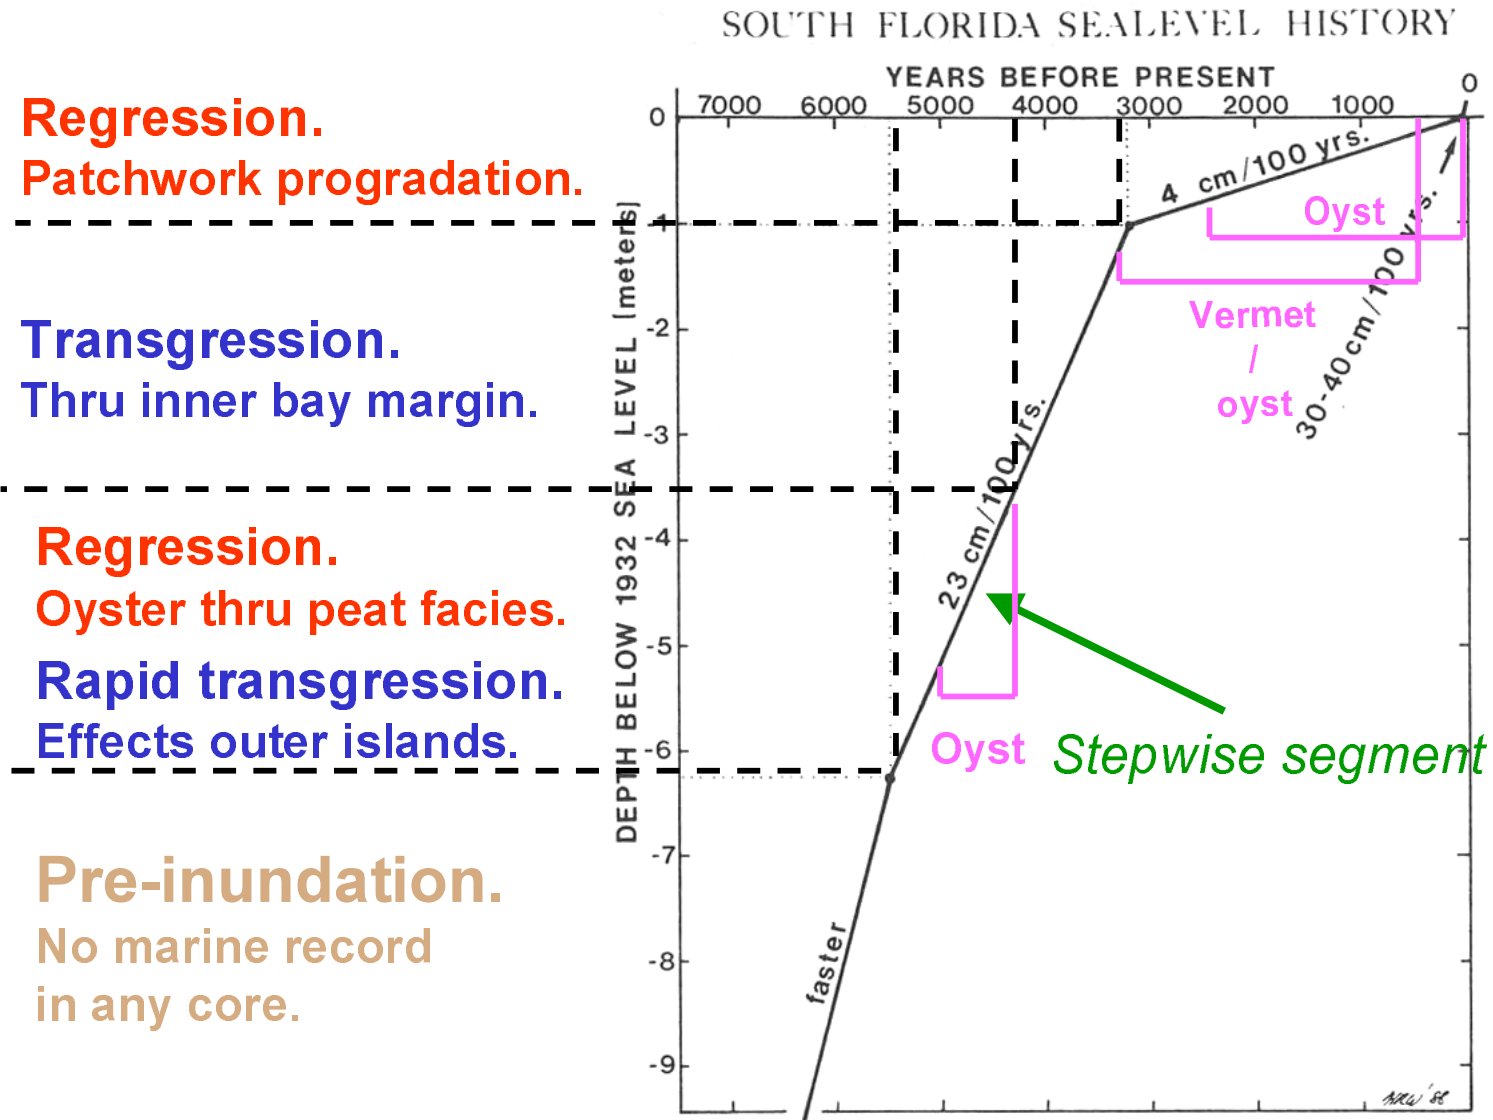 SOUTH FLORIDA SEALEVEL HISTORY
YEARS BEFORE PRESENT
0
7000 6000 5000 4000 3000 2000 1000
0
-1
-2
-3
-4
-5
-6
-7
-8
-9
DEPTH BELOW 1932 SEA LEVEL [meters]
Regression.
Patchwork progradation.
Transgression.
Thru inner bay margin.
Regression.
Oyster thru peat facies.
Rapid transgression.
Effects outer islands.
Pre-inundation.
No marine record
in any core.
4 cm/100 yrs.
Oyst
30-40cm/100 yrs.
Vermet
/
oyst
23 cm/100 yrs.
Oyst
Stepwise segment
faster